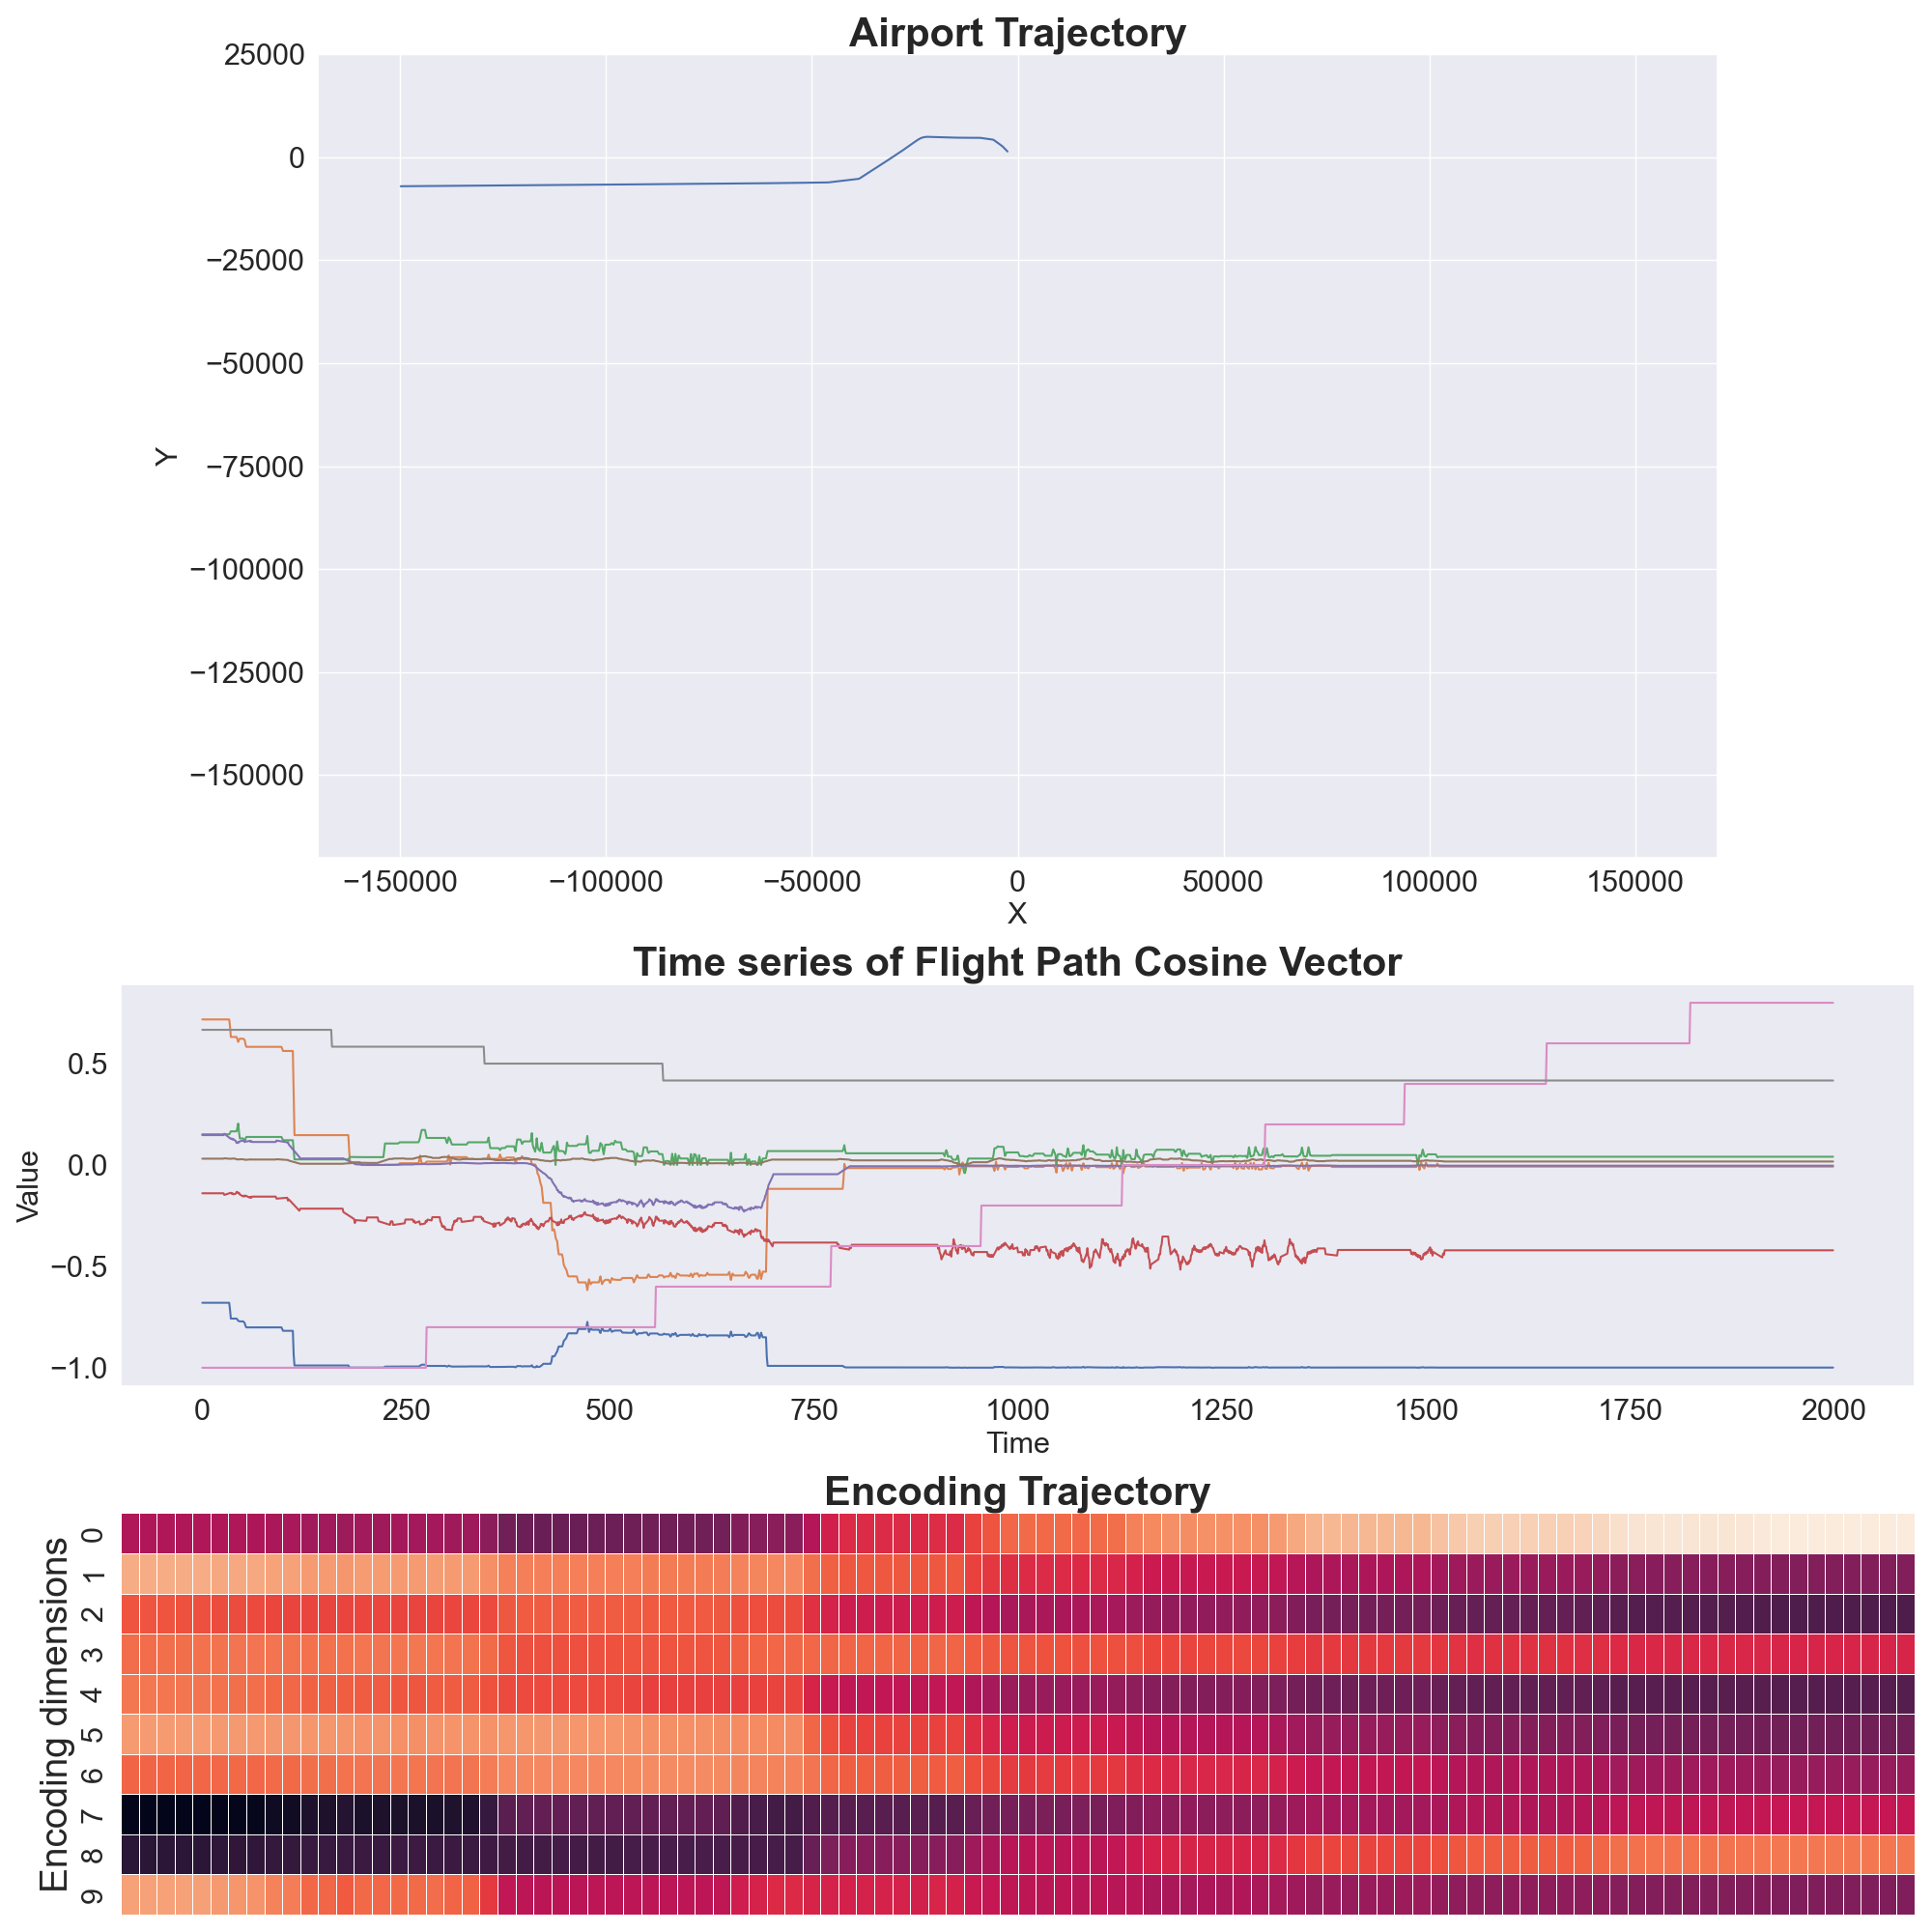 Airport Trajectory
25000
0
−25000
−50000
−75000
−100000
−125000
−150000
Y
−150000 −100000 −50000 0 50000 100000 150000
X
Time series of Flight Path Cosine Vector
0.5
0.0
−0.5
−1.0
Value
0 250 500 750 1000 1250 1500 1750 2000
Time
Encoding Trajectory
Encoding dimensions
0
1
2
3
4
5
6
7
8
9